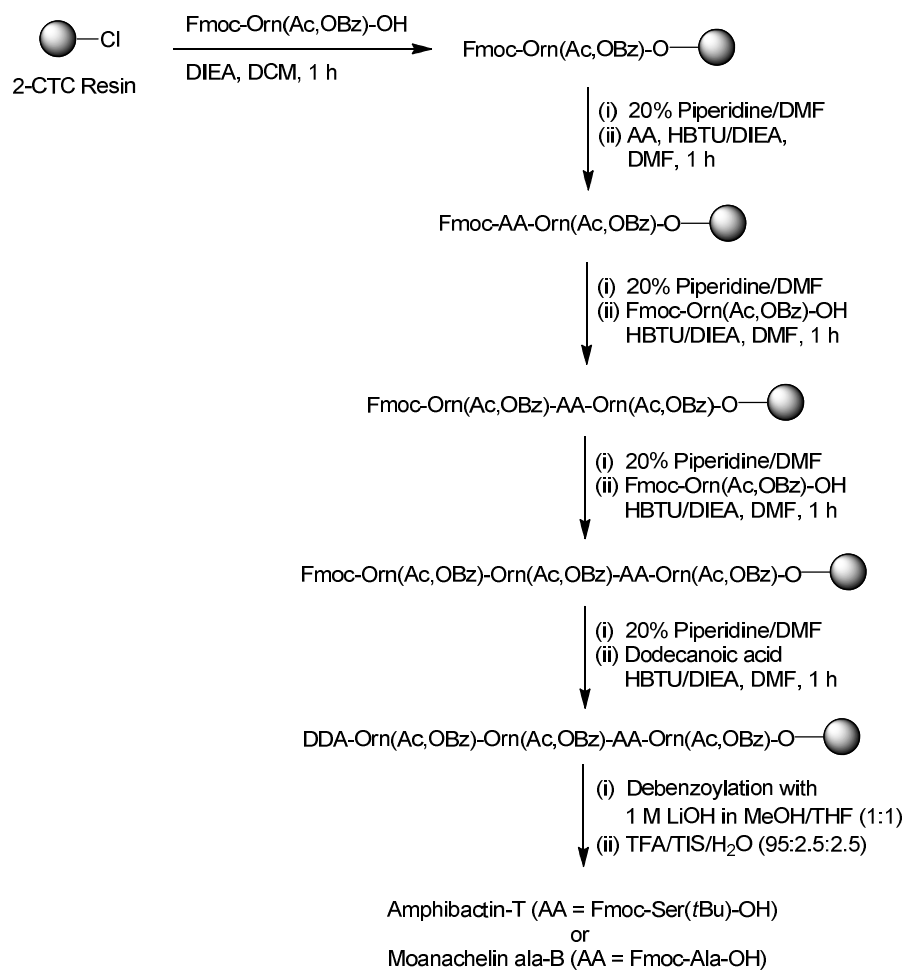 Cl
2-CTC Resin
Fmoc-Orn(Ac,OBz)-OH
DIEA, DCM, 1 h
Fmoc-Orn(Ac,OBz)-O
(i) 20% Piperidine/DMF
(ii) AA, HBTU/DIEA,
DMF, 1 h
Fmoc-AA-Orn(Ac,OBz)-O
(i) 20% Piperidine/DMF
(ii) Fmoc-Orn(Ac,OBz)-OH
HBTU/DIEA, DMF, 1 h
Fmoc-Orn(Ac,OBz)-AA-Orn(Ac,OBz)-O
(i) 20% Piperidine/DMF
(ii) Fmoc-Orn(Ac,OBz)-OH
HBTU/DIEA, DMF, 1 h
Fmoc-Orn(Ac,OBz)-Orn(Ac,OBz)-AA-Orn(Ac,OBz)-O
(i) 20% Piperidine/DMF
(ii) Dodecanoic acid
HBTU/DIEA, DMF, 1 h
DDA-Orn(Ac,OBz)-Orn(Ac,OBz)-AA-Orn(Ac,OBz)-O
(i) Debenzoylation with
1 M LiOH in MeOH/THF (1:1)
(ii) TFA/TIS/H₂O (95:2.5:2.5)
Amphibactin-T (AA = Fmoc-Ser(tBu)-OH)
or
Moanachelin ala-B (AA = Fmoc-Ala-OH)